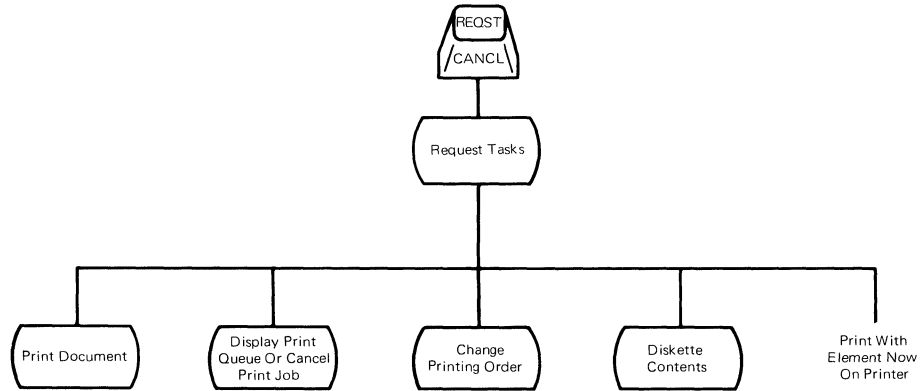 REQST
CANCL
Request Tasks
Print Document
Display Print
Queue Or Cancel
Print Job
Change
Printing Order
Diskette
Contents
Print With
Element Now
On Printer